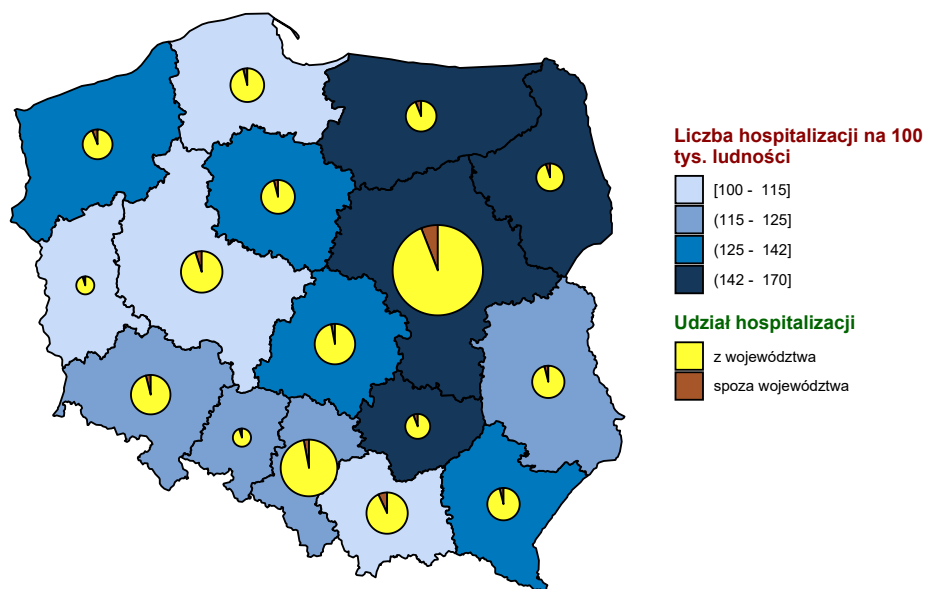 Liczba hospitalizacji na 100
tys. ludności
[100 - 115]
(115 - 125]
(125 - 142]
(142 - 170]
Udział hospitalizacji
z województwa
spoza województwa